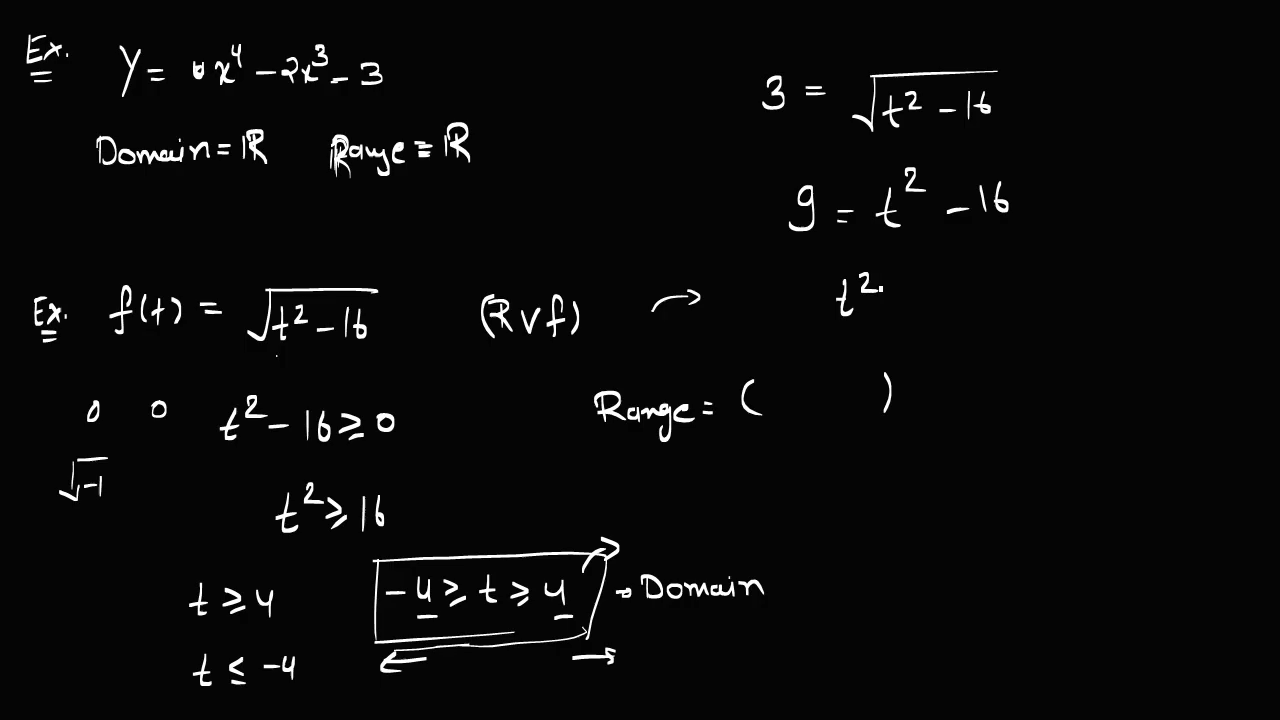 Ex. Y = x⁴ - 2x³ - 3
Domain = ℝ Range = ℝ
Ex. f(t) = √(t² - 16) (RVf) →
0 0 t² - 16 ≥ 0
√-1
t² ≥ 16
t ≥ 4
-4 ≥ t ≥ 4 → Domain
t ≤ -4
3 = √(t² - 16)
9 = t² - 16
t²
Range = ( )